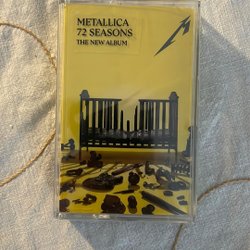 METALLICA
72 SEASONS
THE NEW ALBUM